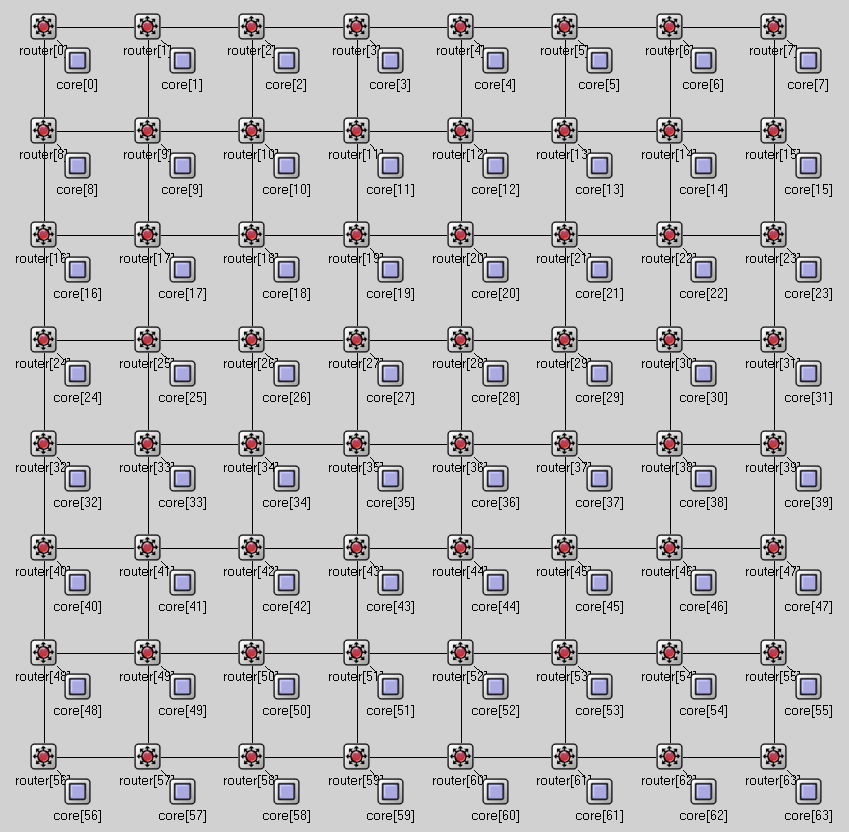 router[0] router[1] router[2] router[3] router[4] router[5] router[6] router[7]
core[0] core[1] core[2] core[3] core[4] core[5] core[6] core[7]
router[8] router[9] router[10] router[11] router[12] router[13] router[14] router[15]
core[8] core[9] core[10] core[11] core[12] core[13] core[14] core[15]
router[16] router[17] router[18] router[19] router[20] router[21] router[22] router[23]
core[16] core[17] core[18] core[19] core[20] core[21] core[22] core[23]
router[24] router[25] router[26] router[27] router[28] router[29] router[30] router[31]
core[24] core[25] core[26] core[27] core[28] core[29] core[30] core[31]
router[32] router[33] router[34] router[35] router[36] router[37] router[38] router[39]
core[32] core[33] core[34] core[35] core[36] core[37] core[38] core[39]
router[40] router[41] router[42] router[43] router[44] router[45] router[46] router[47]
core[40] core[41] core[42] core[43] core[44] core[45] core[46] core[47]
router[48] router[49] router[50] router[51] router[52] router[53] router[54] router[55]
core[48] core[49] core[50] core[51] core[52] core[53] core[54] core[55]
router[56] router[57] router[58] router[59] router[60] router[61] router[62] router[63]
core[56] core[57] core[58] core[59] core[60] core[61] core[62] core[63]